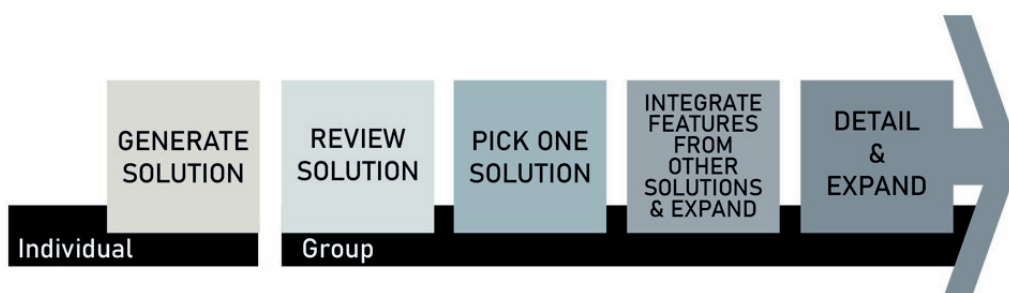 GENERATE
SOLUTION
REVIEW
SOLUTION
PICK ONE
SOLUTION
INTEGRATE
FEATURES
FROM
OTHER
SOLUTIONS
& EXPAND
DETAIL
&
EXPAND
Individual
Group